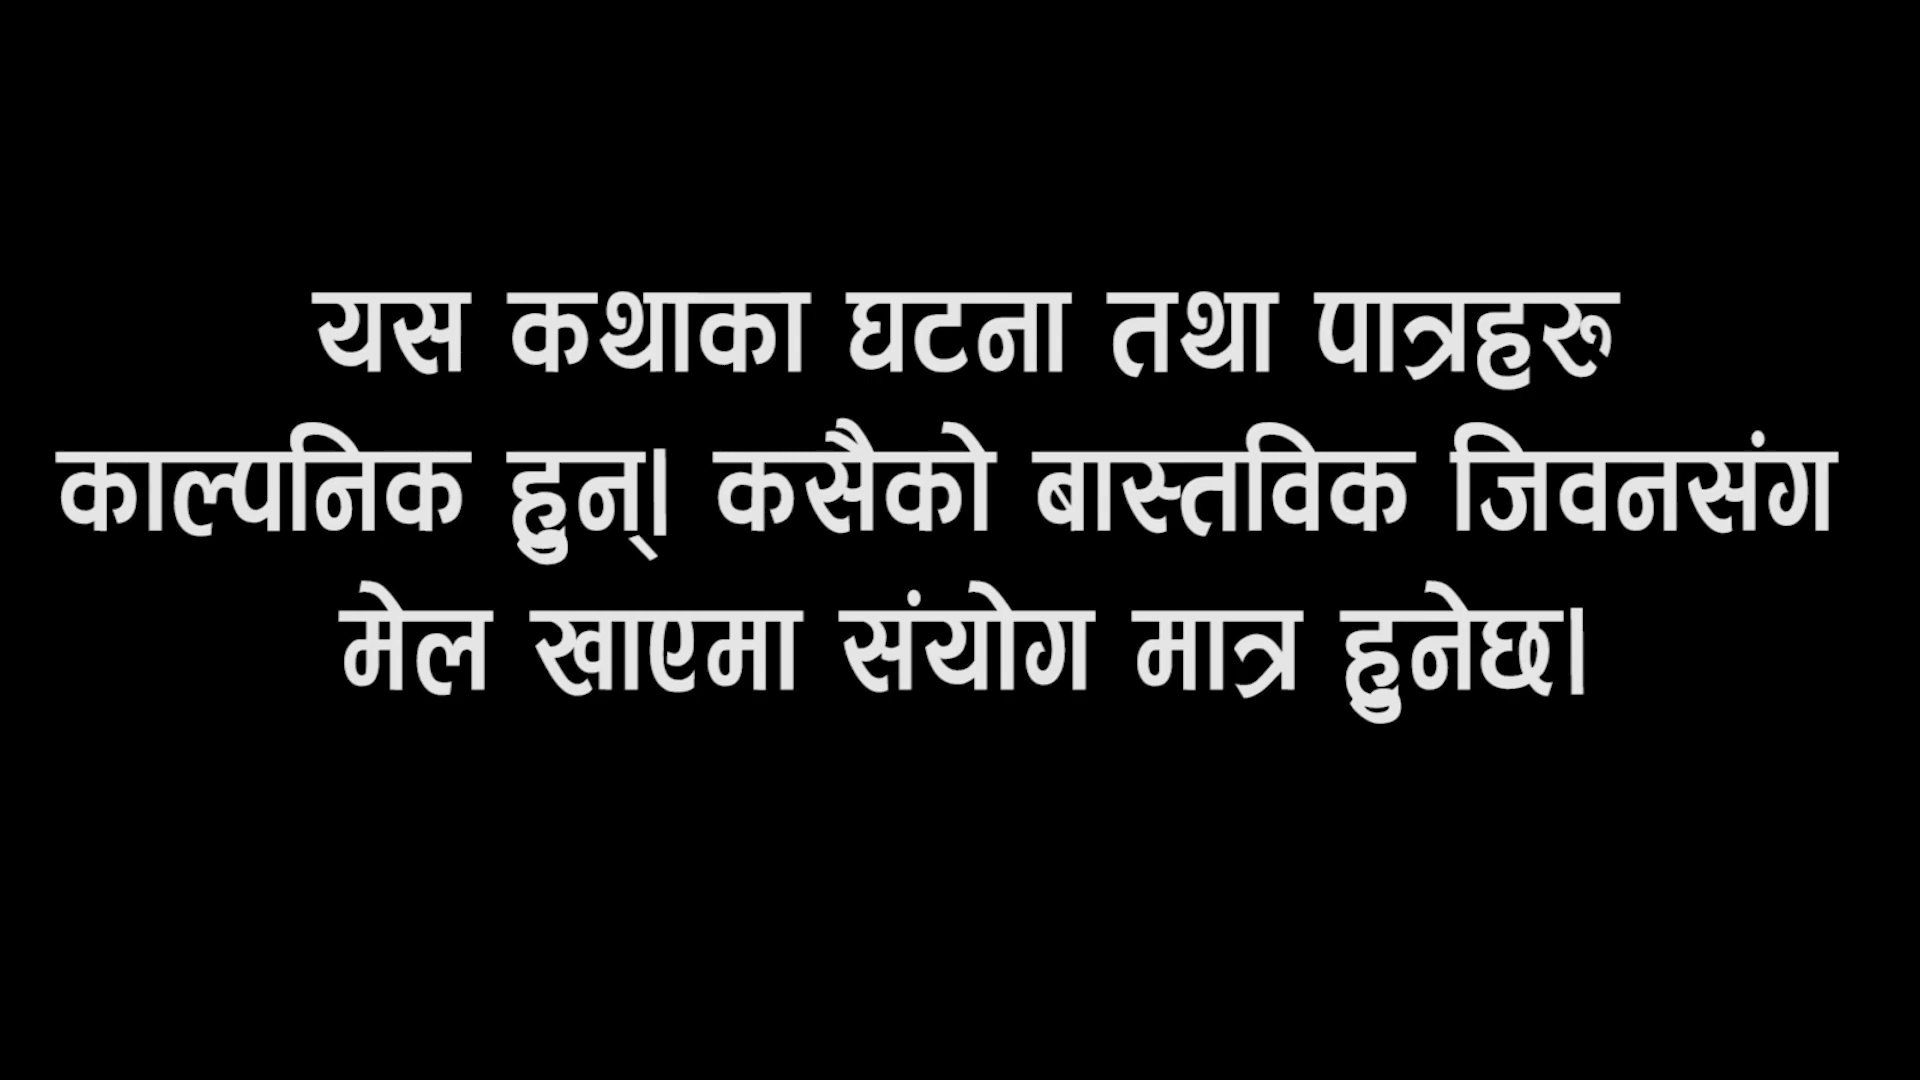 यस कथाका घटना तथा पात्रहरू
काल्पनिक हुन्। कसैको बास्तविक जिवनसंग
मेल खाएमा संयोग मात्र हुनेछ।